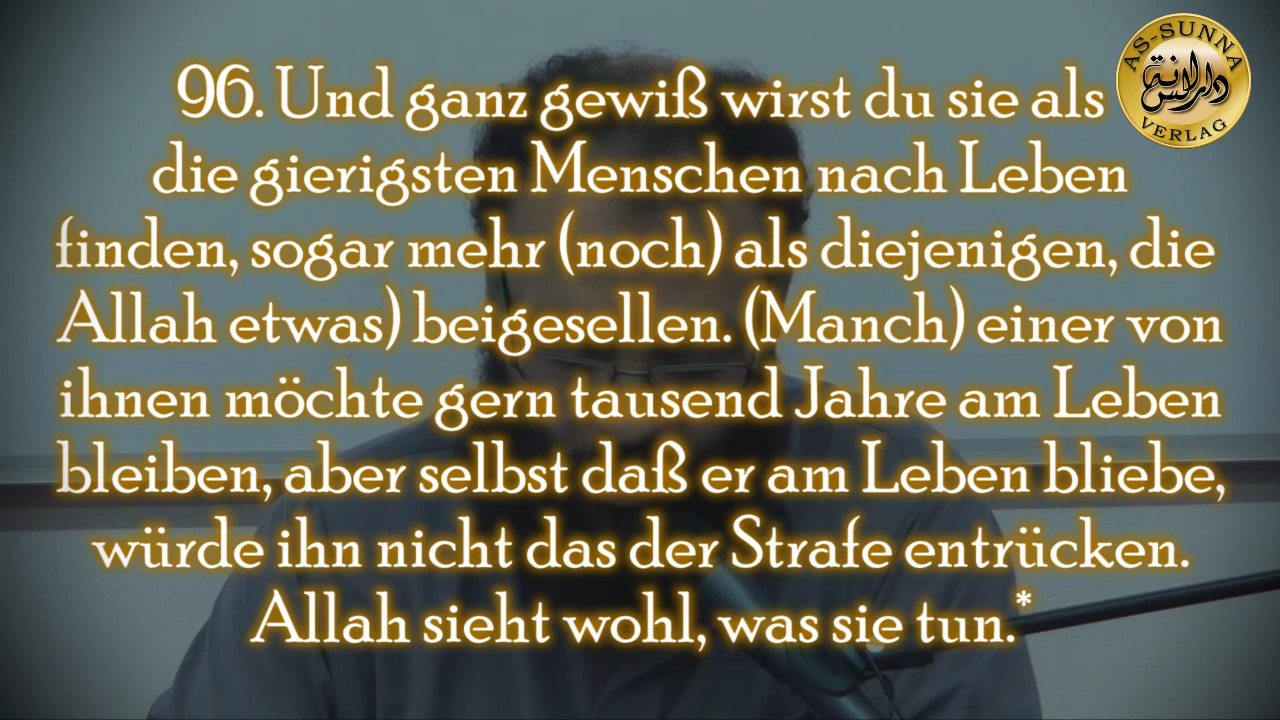 96. Und ganz gewiß wirst du sie als
die gierigsten Menschen nach Leben
finden, sogar mehr (noch) als diejenigen, die
Allah etwas) beigesellen. (Manch) einer von
ihnen möchte gern tausend Jahre am Leben
bleiben, aber selbst daß er am Leben bliebe,
würde ihn nicht das der Strafe entrücken.
Allah sieht wohl, was sie tun.*
AS-SUNNA
VERLAG